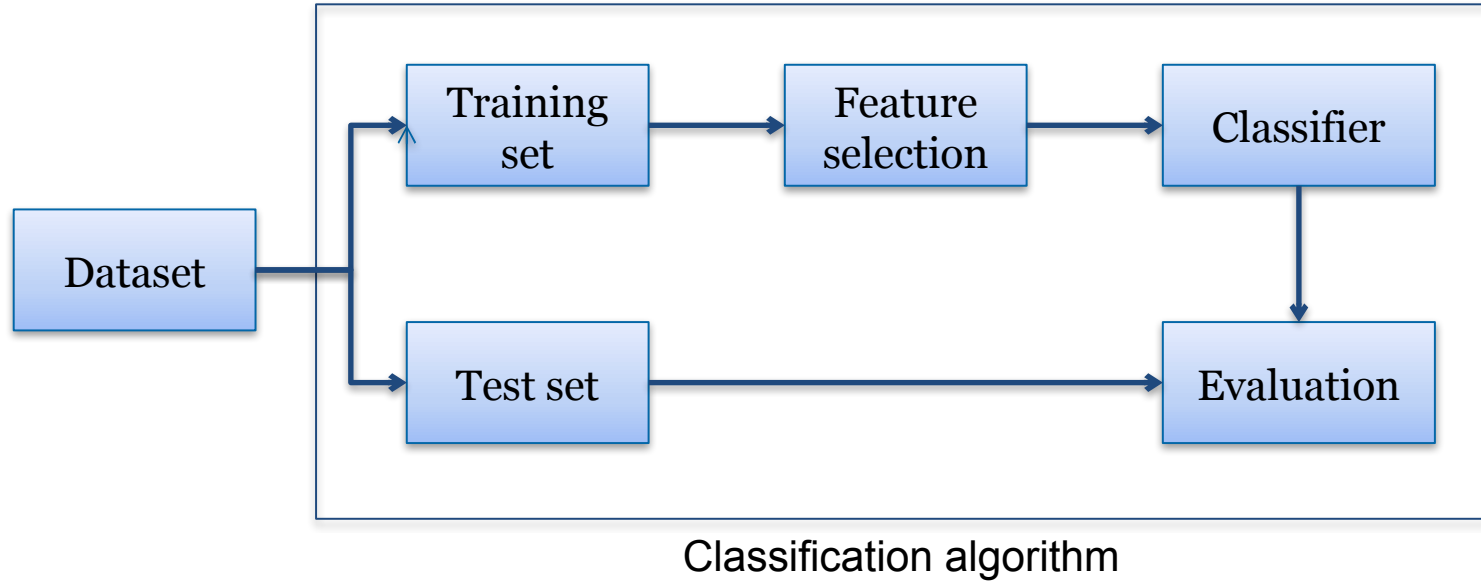 Training
set
Feature
selection
Classifier
Dataset
Test set
Evaluation
Classification algorithm